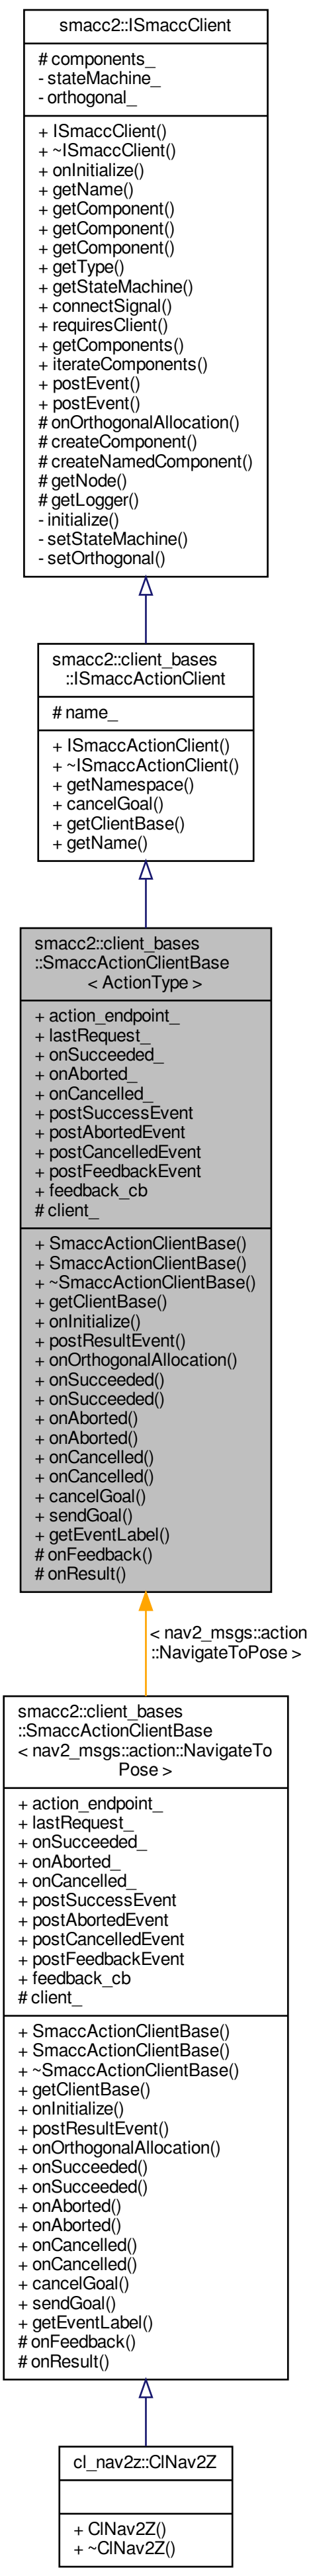 smacc2::ISmaccClient
# components_
- stateMachine_
- orthogonal_
+ ISmaccClient()
+ ~ISmaccClient()
+ onInitialize()
+ getName()
+ getComponent()
+ getComponent()
+ getComponent()
+ getType()
+ getStateMachine()
+ connectSignal()
+ requiresClient()
+ getComponents()
+ iterateComponents()
+ postEvent()
+ postEvent()
# onOrthogonalAllocation()
# createComponent()
# createNamedComponent()
# getNode()
# getLogger()
- initialize()
- setStateMachine()
- setOrthogonal()
smacc2::client_bases
::ISmaccActionClient
# name_
+ ISmaccActionClient()
+ ~ISmaccActionClient()
+ getNamespace()
+ cancelGoal()
+ getClientBase()
+ getName()
smacc2::client_bases
::SmaccActionClientBase
< ActionType >
+ action_endpoint_
+ lastRequest_
+ onSucceeded_
+ onAborted_
+ onCancelled_
+ postSuccessEvent
+ postAbortedEvent
+ postCancelledEvent
+ postFeedbackEvent
+ feedback_cb
# client_
+ SmaccActionClientBase()
+ SmaccActionClientBase()
+ ~SmaccActionClientBase()
+ getClientBase()
+ onInitialize()
+ postResultEvent()
+ onOrthogonalAllocation()
+ onSucceeded()
+ onSucceeded()
+ onAborted()
+ onAborted()
+ onCancelled()
+ onCancelled()
+ cancelGoal()
+ sendGoal()
+ getEventLabel()
# onFeedback()
# onResult()
< nav2_msgs::action
::NavigateToPose >
smacc2::client_bases
::SmaccActionClientBase
< nav2_msgs::action::NavigateTo
Pose >
+ action_endpoint_
+ lastRequest_
+ onSucceeded_
+ onAborted_
+ onCancelled_
+ postSuccessEvent
+ postAbortedEvent
+ postCancelledEvent
+ postFeedbackEvent
+ feedback_cb
# client_
+ SmaccActionClientBase()
+ SmaccActionClientBase()
+ ~SmaccActionClientBase()
+ getClientBase()
+ onInitialize()
+ postResultEvent()
+ onOrthogonalAllocation()
+ onSucceeded()
+ onSucceeded()
+ onAborted()
+ onAborted()
+ onCancelled()
+ onCancelled()
+ cancelGoal()
+ sendGoal()
+ getEventLabel()
# onFeedback()
# onResult()
cl_nav2z::ClNav2Z
+ ClNav2Z()
+ ~ClNav2Z()